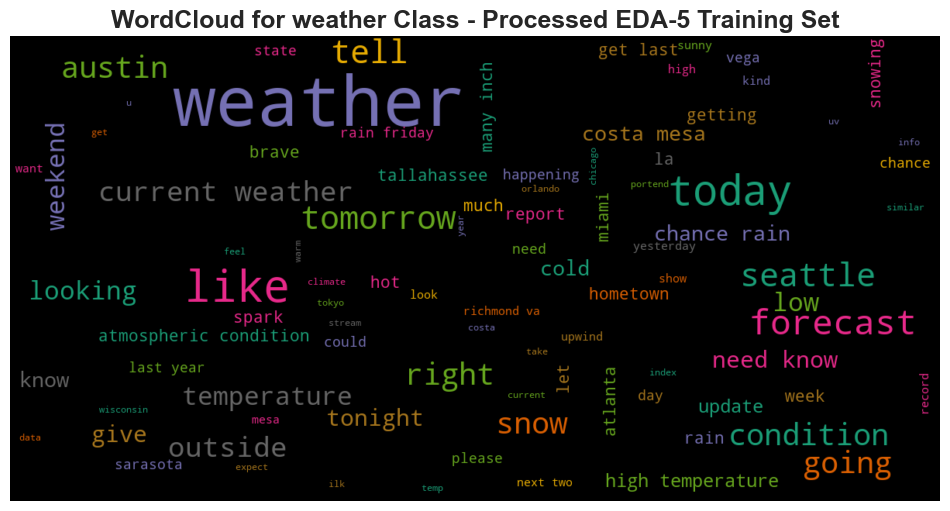 WordCloud for weather Class - Processed EDA-5 Training Set
state
tell
get last
sunny
vega
snowing
austin
high
kind
many inch
weather
u
getting
uv
get
rain friday
costa mesa
info
weekend
brave
la
chance
want
tallahassee
happening
chicago
portend
today
current weather
orlando
much
miami
similar
tomorrow
report
year
chance rain
feel
warm
need
yesterday
like
climate
hot
cold
show
seattle
looking
tokyo
look
hometown
low
spark
stream
richmond va
forecast
atmospheric condition
could
costa
upwind
last year
right
take
need know
know
let
index
temperature
current
atlanta
day
week
record
wisconsin
mesa
tonight
snow
update
data
give
outside
rain
condition
sarasota
expect
please
going
ilk
temp
next two
high temperature